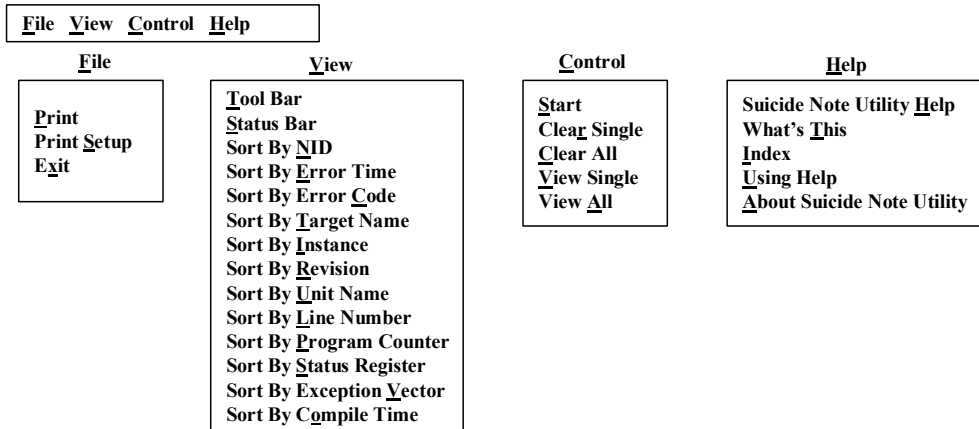 File View Control Help
File
Print
Print Setup
Exit
View
Tool Bar
Status Bar
Sort By NID
Sort By Error Time
Sort By Error Code
Sort By Target Name
Sort By Instance
Sort By Revision
Sort By Unit Name
Sort By Line Number
Sort By Program Counter
Sort By Status Register
Sort By Exception Vector
Sort By Compile Time
Control
Start
Clear Single
Clear All
View Single
View All
Help
Suicide Note Utility Help
What's This
Index
Using Help
About Suicide Note Utility